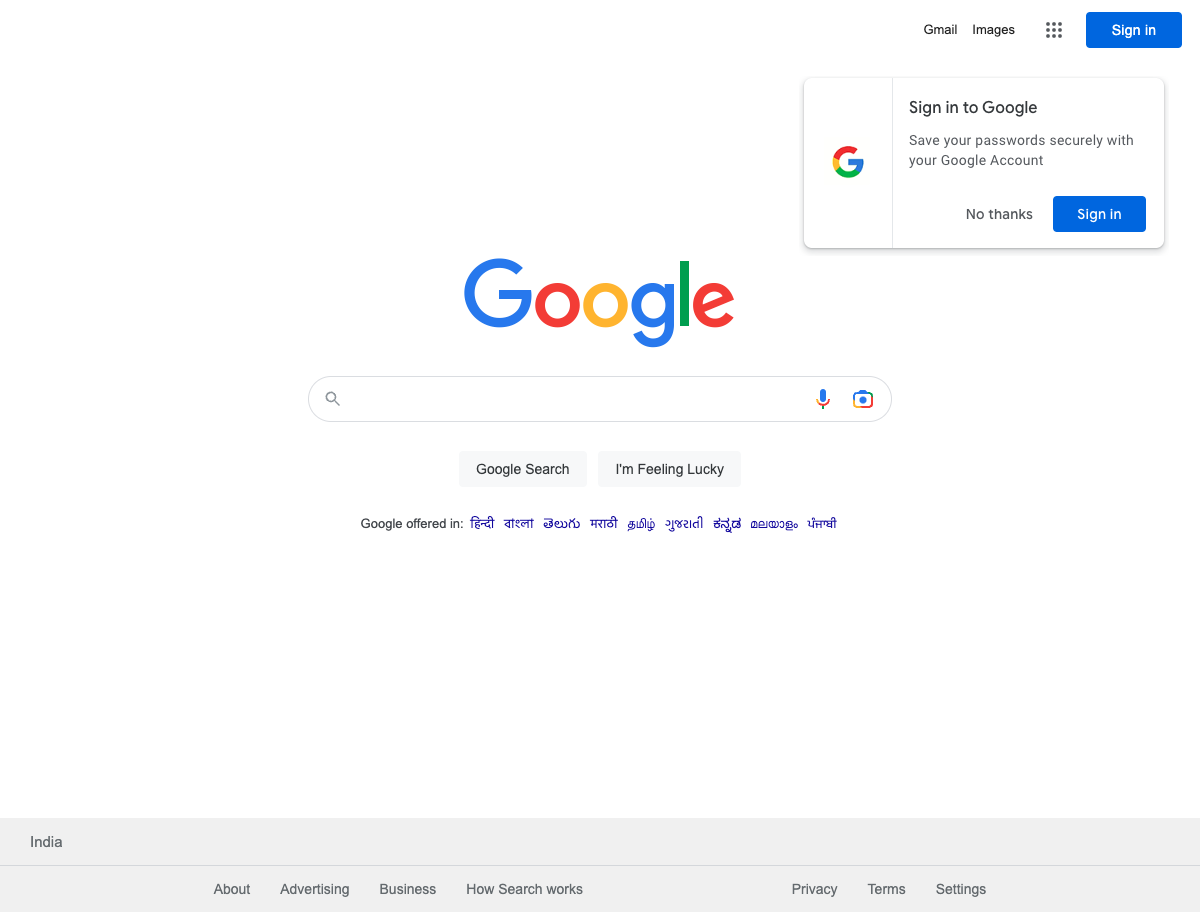 Gmail Images Sign in
Sign in to Google
Save your passwords securely with
your Google Account
No thanks Sign in
Google
Google Search I'm Feeling Lucky
Google offered in: हिन्दी বাংলা తెలుగు मराठी தமிழ் ગુજરાતી ಕನ್ನಡ മലയാളം ਪੰਜਾਬੀ
India
About Advertising Business How Search works Privacy Terms Settings